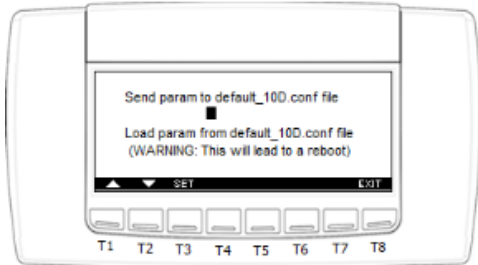 Send param to default_10D.conf file
Load param from default_10D.conf file
(WARNING: This will lead to a reboot)
SET EXIT
T1 T2 T3 T4 T5 T6 T7 T8